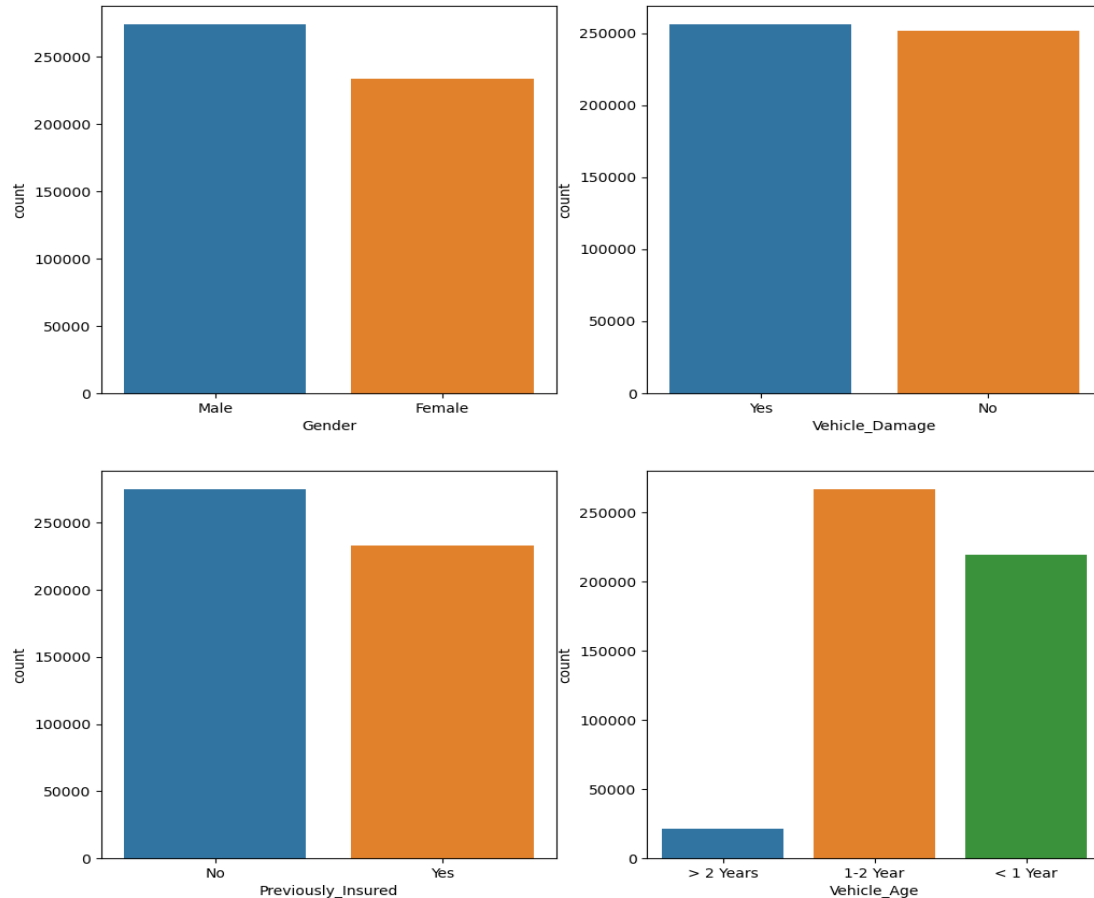 count
250000
200000
150000
100000
50000
0
Male Female
Gender
count
250000
200000
150000
100000
50000
0
Yes No
Vehicle_Damage
count
250000
200000
150000
100000
50000
0
No Yes
Previously_Insured
count
250000
200000
150000
100000
50000
0
> 2 Years 1-2 Year < 1 Year
Vehicle_Age